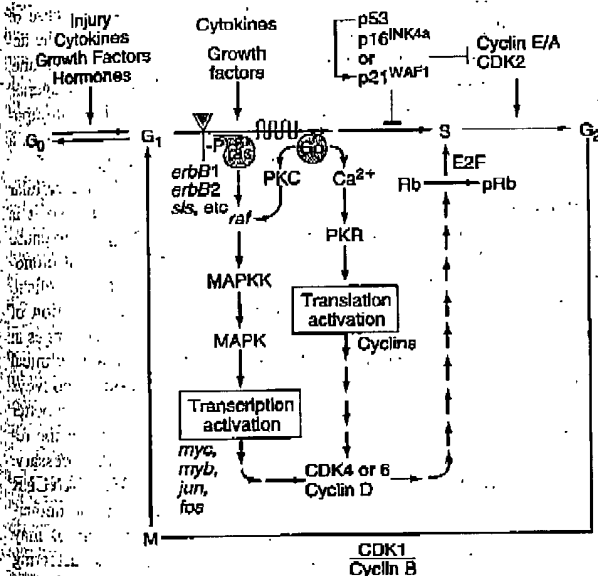 Injury
Cytokines
Growth Factors
Hormones
Cytokines
Growth
factors
p53
p16INK4a
or
p21WAF1
Cyclin E/A
CDK2
G0
G1
S
G2
ras
erbB1
erbB2
sis, etc
raf
PKC
Ca2+
E2F
Rb
pRb
PKR
MAPKK
Translation
activation
MAPK
Cyclins
Transcription
activation
myc,
myb,
jun,
fos
CDK4 or 6
Cyclin D
M
CDK1
Cyclin B